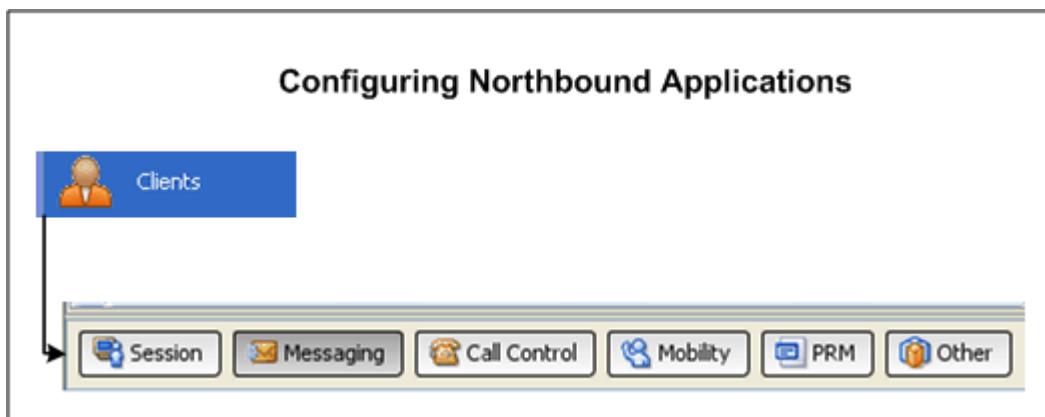 Configuring Northbound Applications
Clients
Session Messaging Call Control Mobility PRM Other